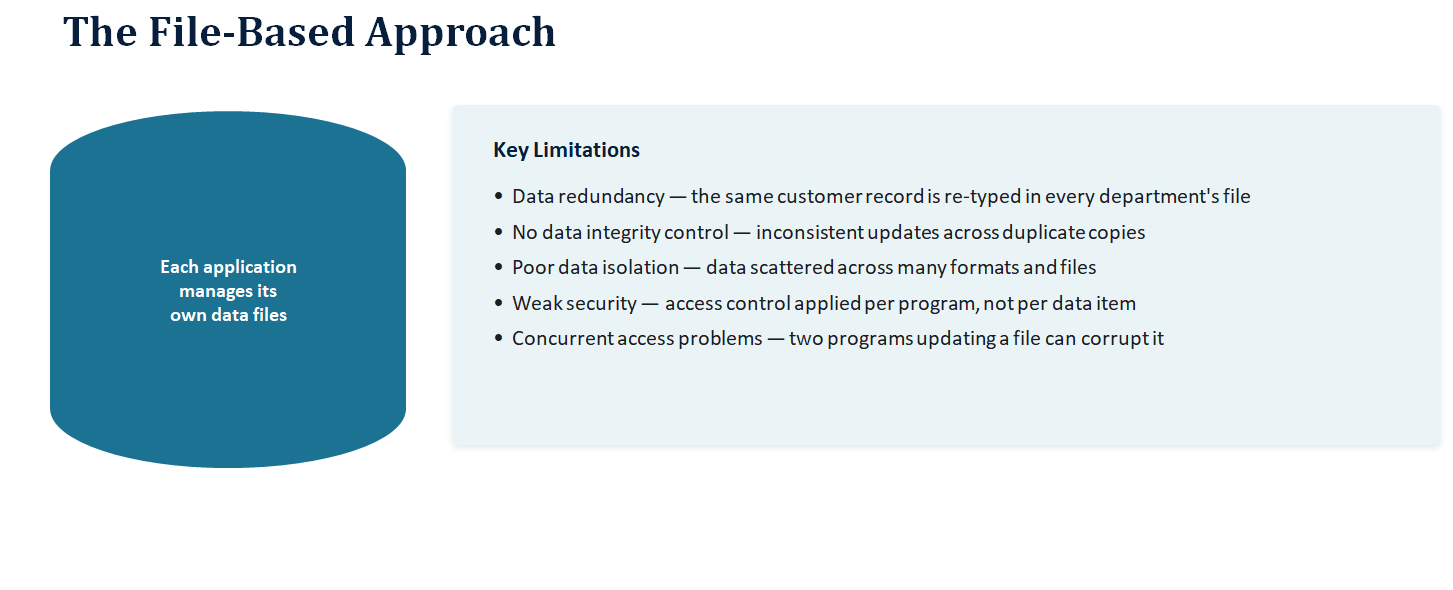 The File-Based Approach
Each application
manages its
own data files
Key Limitations
• Data redundancy — the same customer record is re-typed in every department's file
• No data integrity control — inconsistent updates across duplicate copies
• Poor data isolation — data scattered across many formats and files
• Weak security — access control applied per program, not per data item
• Concurrent access problems — two programs updating a file can corrupt it